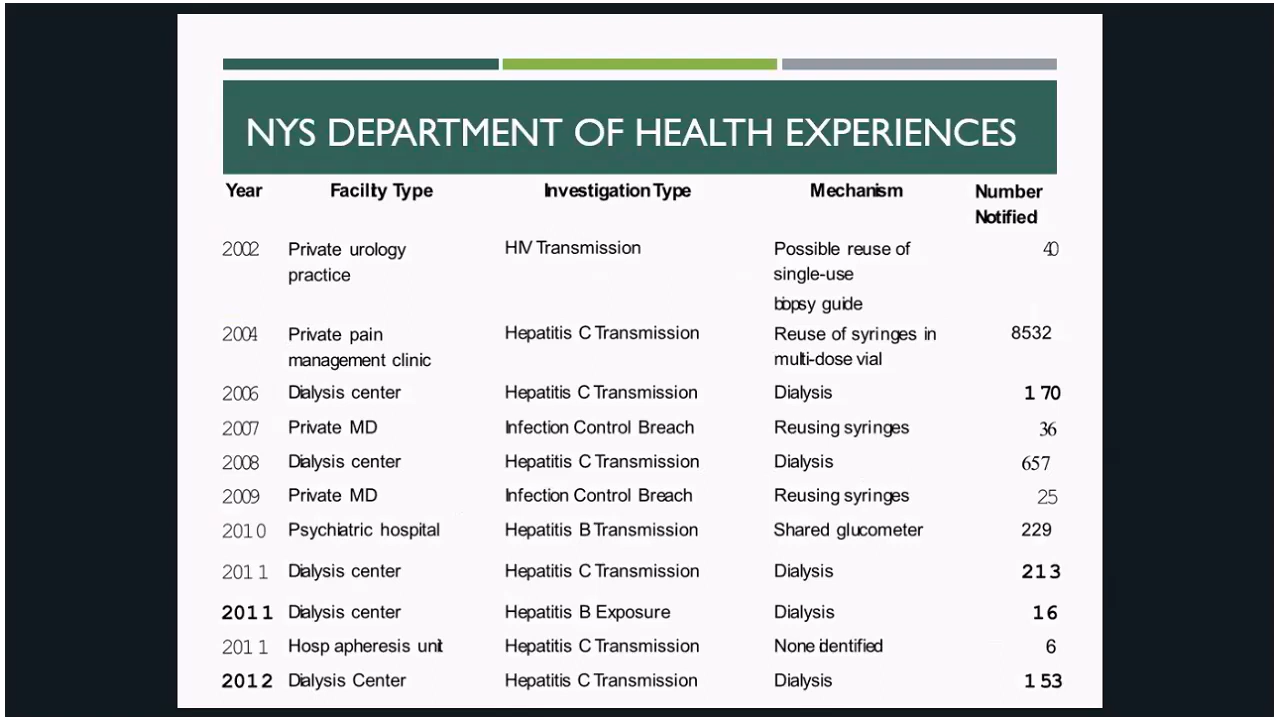 NYS DEPARTMENT OF HEALTH EXPERIENCES
Year Facility Type Investigation Type Mechanism Number Notified
2002 Private urology practice HIV Transmission Possible reuse of single-use biopsy guide 40
2004 Private pain management clinic Hepatitis C Transmission Reuse of syringes in multi-dose vial 8532
2006 Dialysis center Hepatitis C Transmission Dialysis 170
2007 Private MD Infection Control Breach Reusing syringes 36
2008 Dialysis center Hepatitis C Transmission Dialysis 657
2009 Private MD Infection Control Breach Reusing syringes 25
2010 Psychiatric hospital Hepatitis B Transmission Shared glucometer 229
2011 Dialysis center Hepatitis C Transmission Dialysis 213
2011 Dialysis center Hepatitis B Exposure Dialysis 16
2011 Hosp apheresis unit Hepatitis C Transmission None identified 6
2012 Dialysis Center Hepatitis C Transmission Dialysis 153